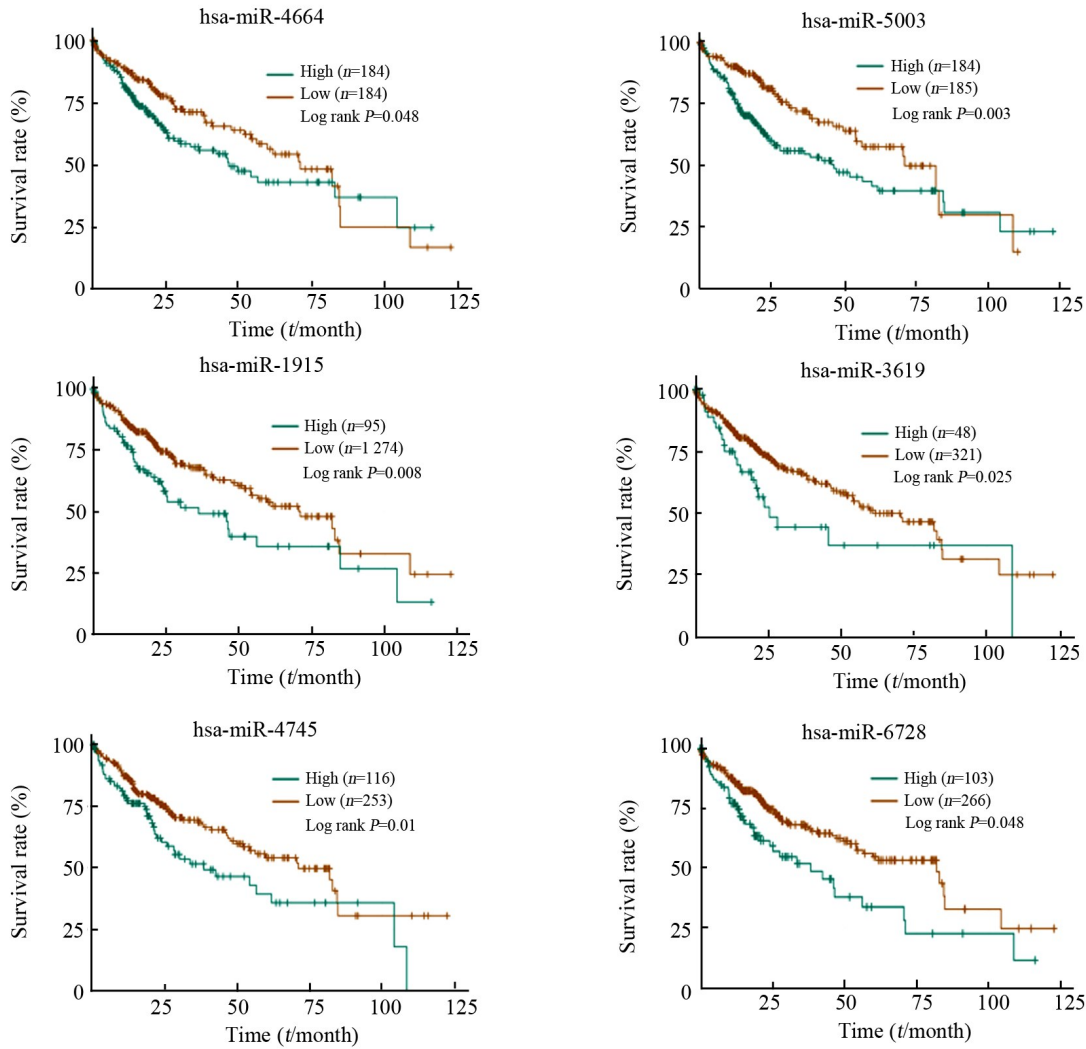 hsa-miR-4664
100
75
50
25
0
Survival rate (%)
High (n=184)
Low (n=184)
Log rank P=0.048
25 50 75 100 125
Time (t/month)
hsa-miR-5003
100
75
50
25
0
Survival rate (%)
High (n=184)
Low (n=185)
Log rank P=0.003
25 50 75 100 125
Time (t/month)
hsa-miR-1915
100
75
50
25
0
Survival rate (%)
High (n=95)
Low (n=1 274)
Log rank P=0.008
25 50 75 100 125
Time (t/month)
hsa-miR-3619
100
75
50
25
0
Survival rate (%)
High (n=48)
Low (n=321)
Log rank P=0.025
25 50 75 100 125
Time (t/month)
hsa-miR-4745
100
75
50
25
0
Survival rate (%)
High (n=116)
Low (n=253)
Log rank P=0.01
25 50 75 100 125
Time (t/month)
hsa-miR-6728
100
75
50
25
0
Survival rate (%)
High (n=103)
Low (n=266)
Log rank P=0.048
25 50 75 100 125
Time (t/month)